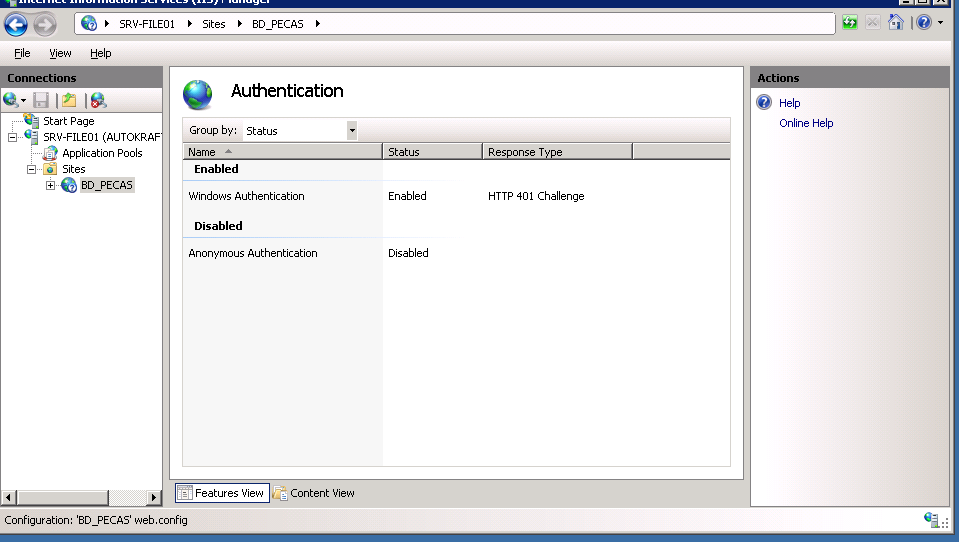 Internet Information Services (IIS) Manager
SRV-FILE01 Sites BD_PECAS
File View Help
Connections
Start Page
SRV-FILE01 (AUTOKRAF
Application Pools
Sites
BD_PECAS
Authentication
Group by: Status
Name Status Response Type
Enabled
Windows Authentication Enabled HTTP 401 Challenge
Disabled
Anonymous Authentication Disabled
Features View Content View
Actions
Help
Online Help
Configuration: 'BD_PECAS' web.config